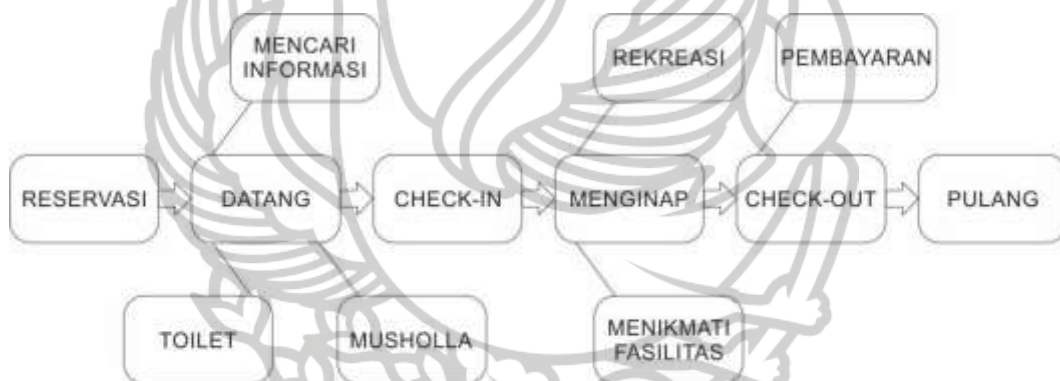 MENCARI
INFORMASI
REKREASI
PEMBAYARAN
RESERVASI
DATANG
CHECK-IN
MENGINAP
CHECK-OUT
PULANG
TOILET
MUSHOLLA
MENIKMATI
FASILITAS